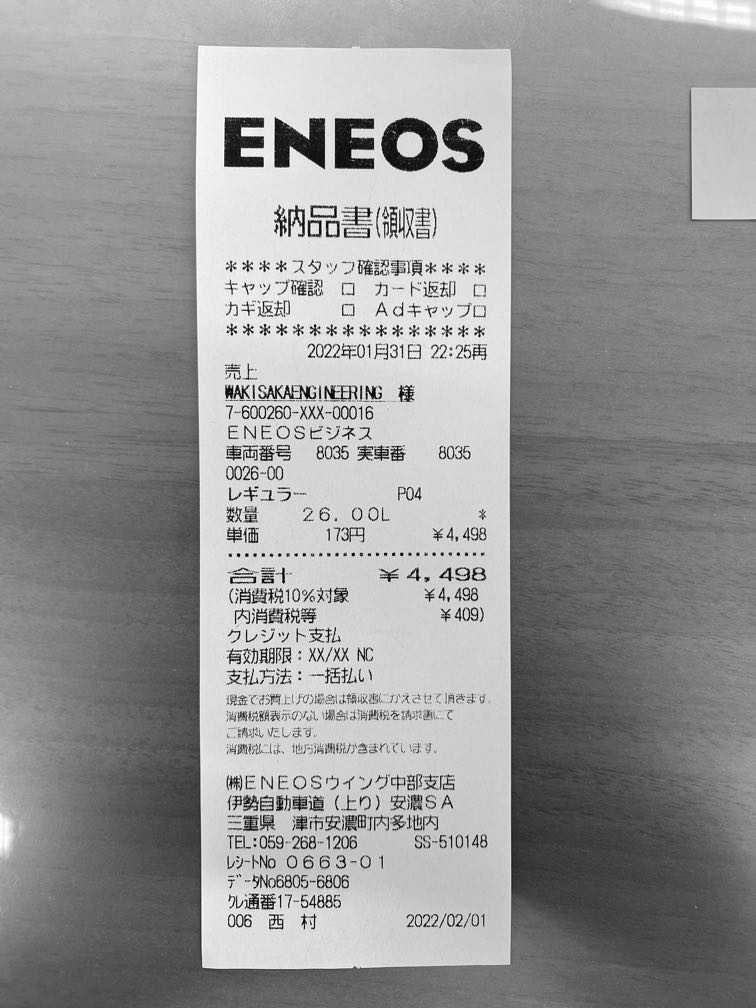 ENEOS
納品書(領収書)
****スタッフ確認事項****
キャップ確認 □ カード返却 □
カギ返却 □ Adキャップ□
****************
2022年01月31日 22:25再
売上
WAKISAKAENGINEERING 様
7-600260-XXX-00016
ENEOSビジネス
車両番号 8035 実車番 8035
0026-00
レギュラー P04
数量 26.00L *
単価 173円 ¥4,498
合計 ¥4,498
(消費税10%対象 ¥4,498
内消費税等 ¥409)
クレジット支払
有効期限:XX/XX NC
支払方法:一括払い
現金でお買上げの場合は領収書にかえさせて頂きます。
消費税額表示のない場合は消費税を請求書にて
ご請求いたします。
消費税には、地方消費税が含まれています。
㈱ENEOSウイング中部支店
伊勢自動車道(上り)安濃SA
三重県 津市安濃町内多地内
TEL:059-268-1206 SS-510148
レシートNo 0663-01
データNo6805-6806
クレ通番17-54885
006 西 村 2022/02/01